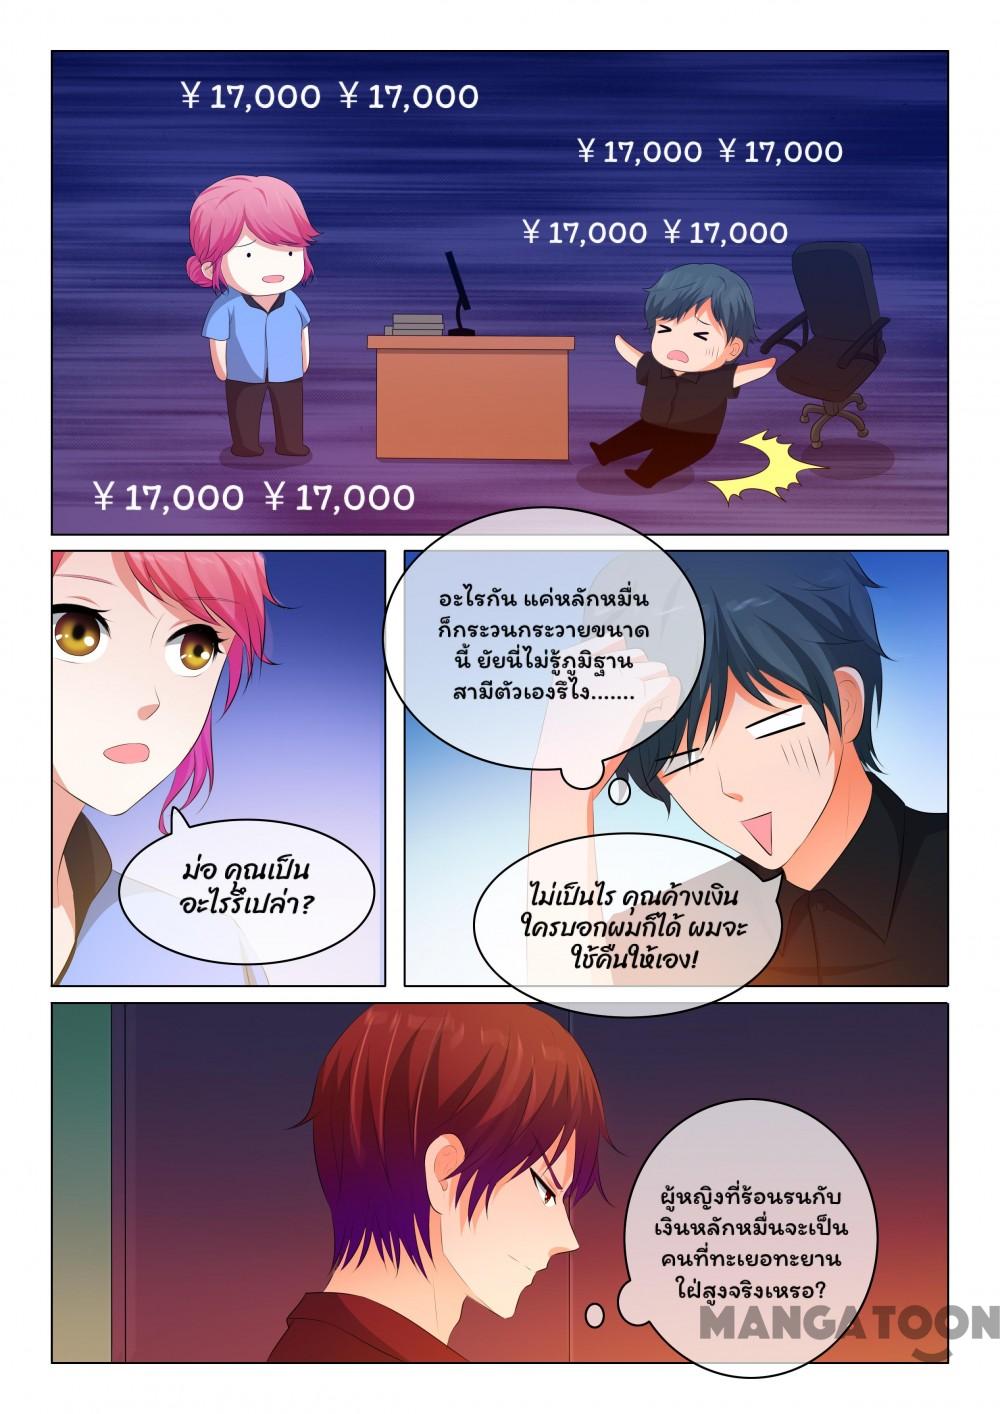 ￥17,000 ￥17,000
￥17,000 ￥17,000
￥17,000 ￥17,000
￥17,000 ￥17,000
อะไรกัน แค่หลักหมื่น
ก็กระวนกระวายขนาด
นี้ ยัยนี่ไม่รู้ภูมิฐาน
สามีตัวเองรึไง.......
ม่อ คุณเป็น
อะไรรึเปล่า?
ไม่เป็นไร คุณค้างเงิน
ใครบอกผมก็ได้ ผมจะ
ใช้คืนให้เอง!
ผู้หญิงที่ร้อนรนกับ
เงินหลักหมื่นจะเป็น
คนที่ทะเยอทะยาน
ใฝ่สูงจริงเหรอ?
MANGATOON